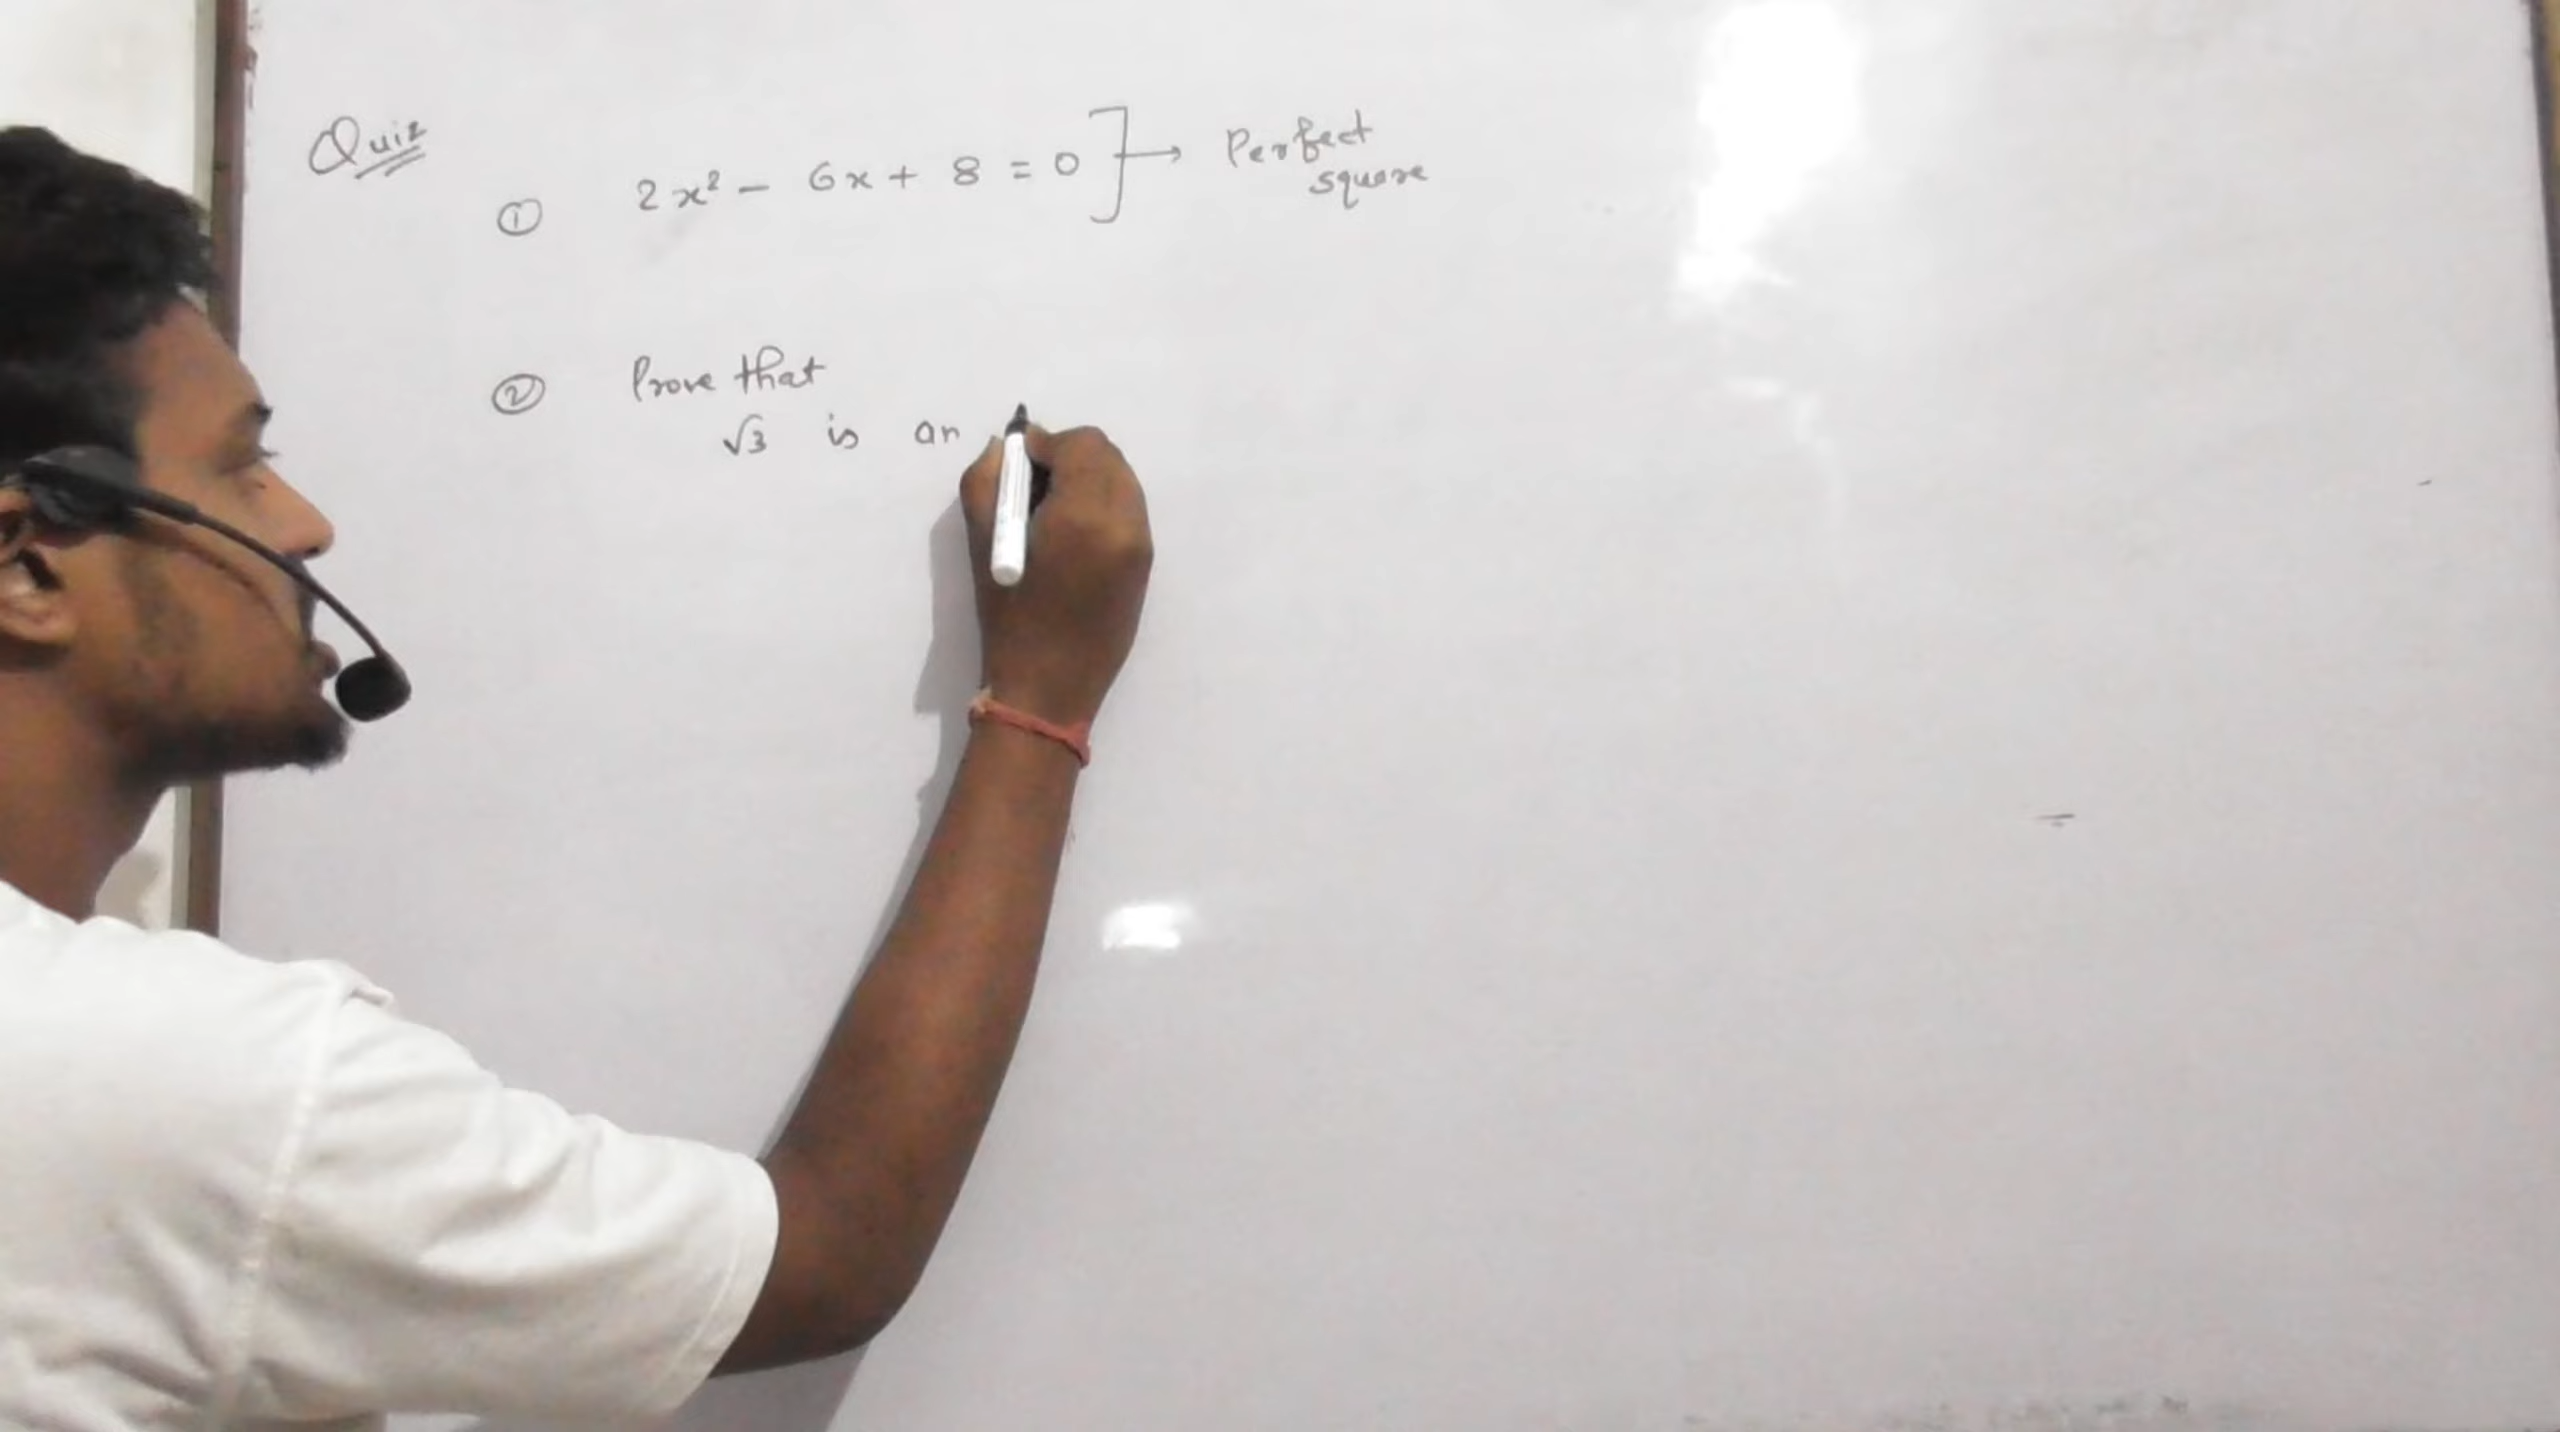 Quiz
① 2x² - 6x + 8 = 0 ] → Perfect
square
② Prove that
√3 is an